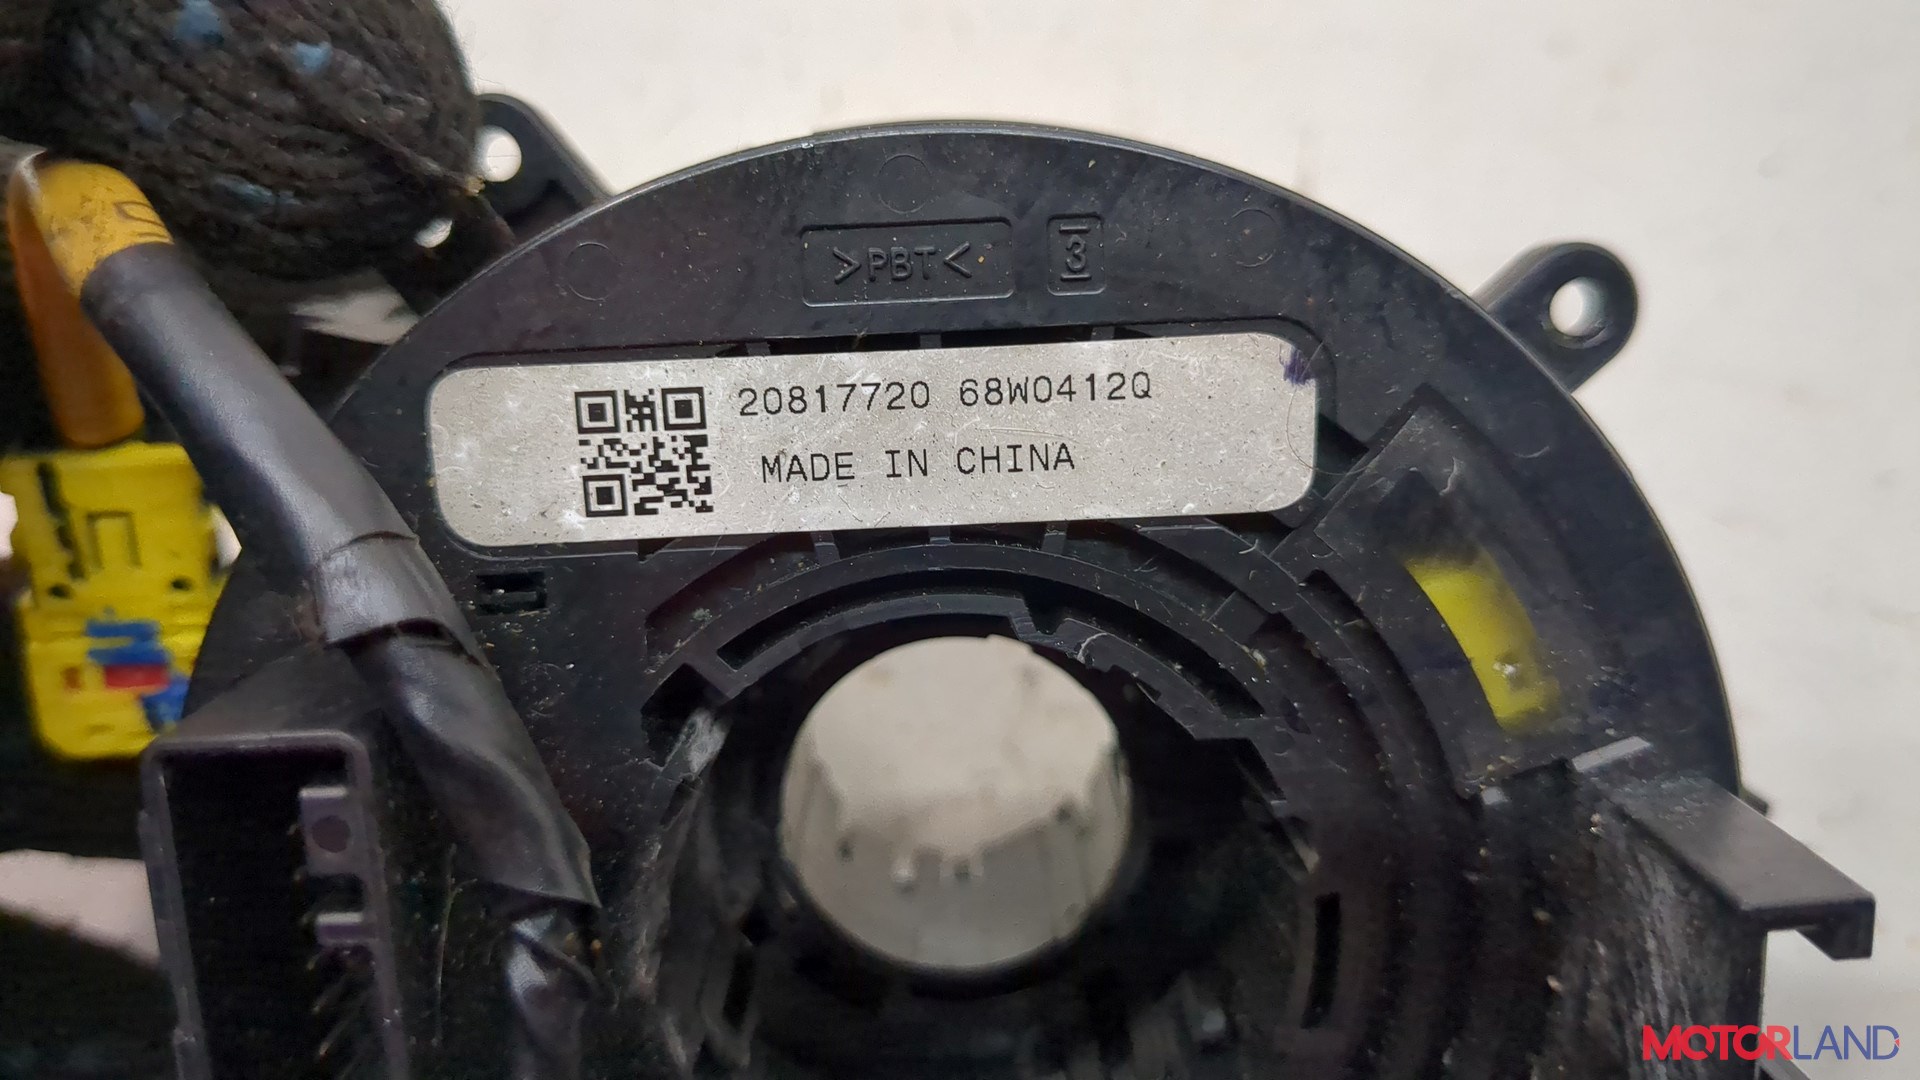 >PBT<
3
20817720 68W0412Q
MADE IN CHINA
MOTORLAND